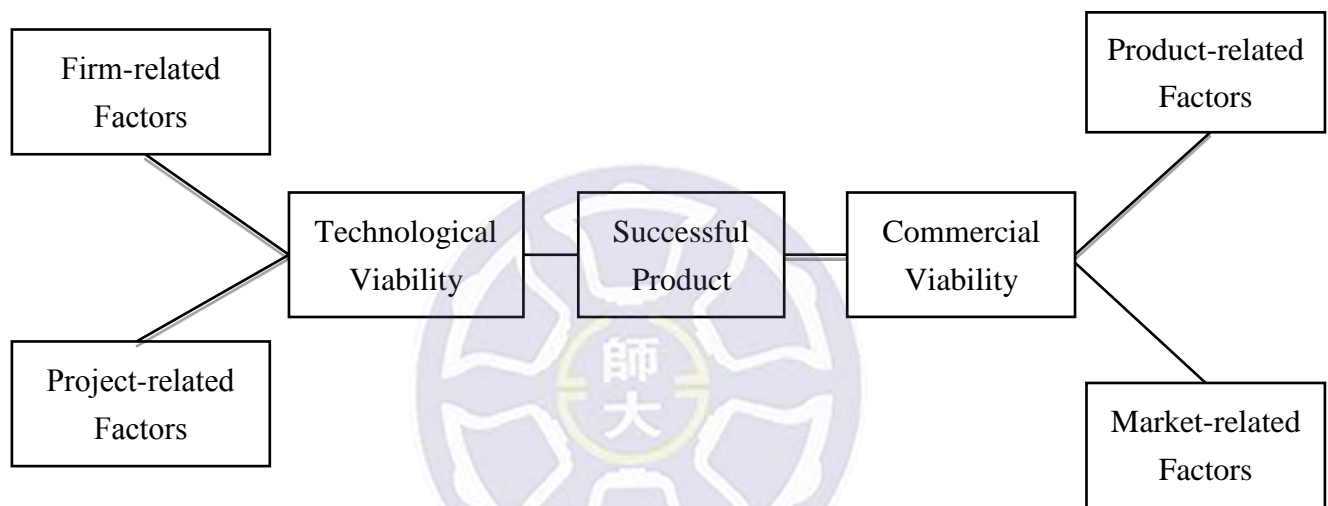 Firm-related
Factors
Project-related
Factors
Technological
Viability
Successful
Product
Commercial
Viability
Product-related
Factors
Market-related
Factors
師
大